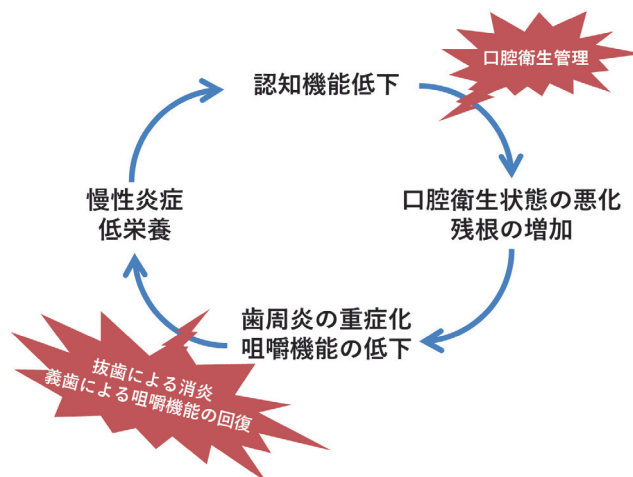 口腔衛生管理
認知機能低下
口腔衛生状態の悪化
残根の増加
歯周炎の重症化
咀嚼機能の低下
抜歯による消炎
義歯による咀嚼機能の回復
慢性炎症
低栄養